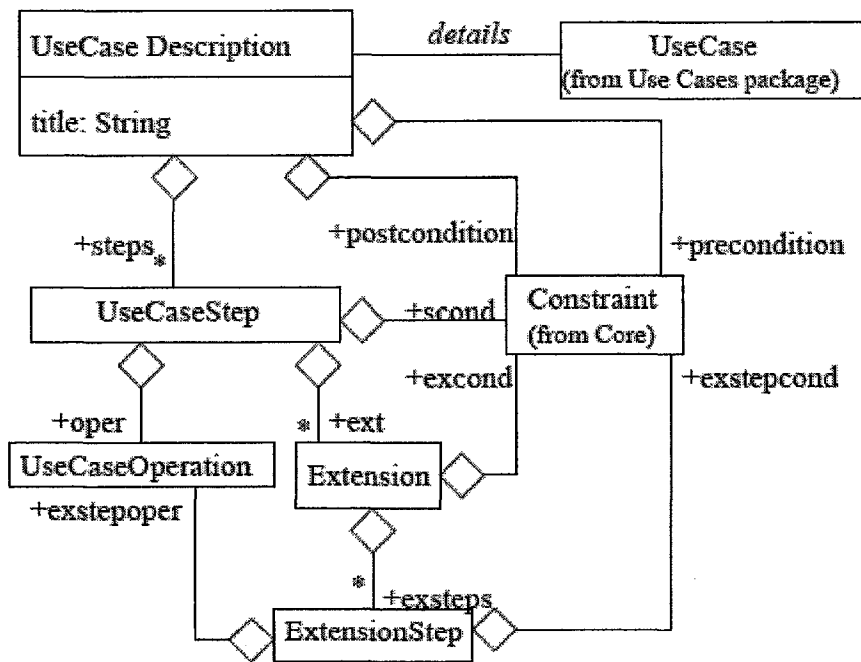 UseCase Description
details
UseCase
(from Use Cases package)
title: String
+steps
*
+postcondition
+precondition
UseCaseStep
+scond
Constraint
(from Core)
+excond
+exstepcond
+oper
*
+ext
UseCaseOperation
Extension
+exstepoper
*
+exsteps
ExtensionStep